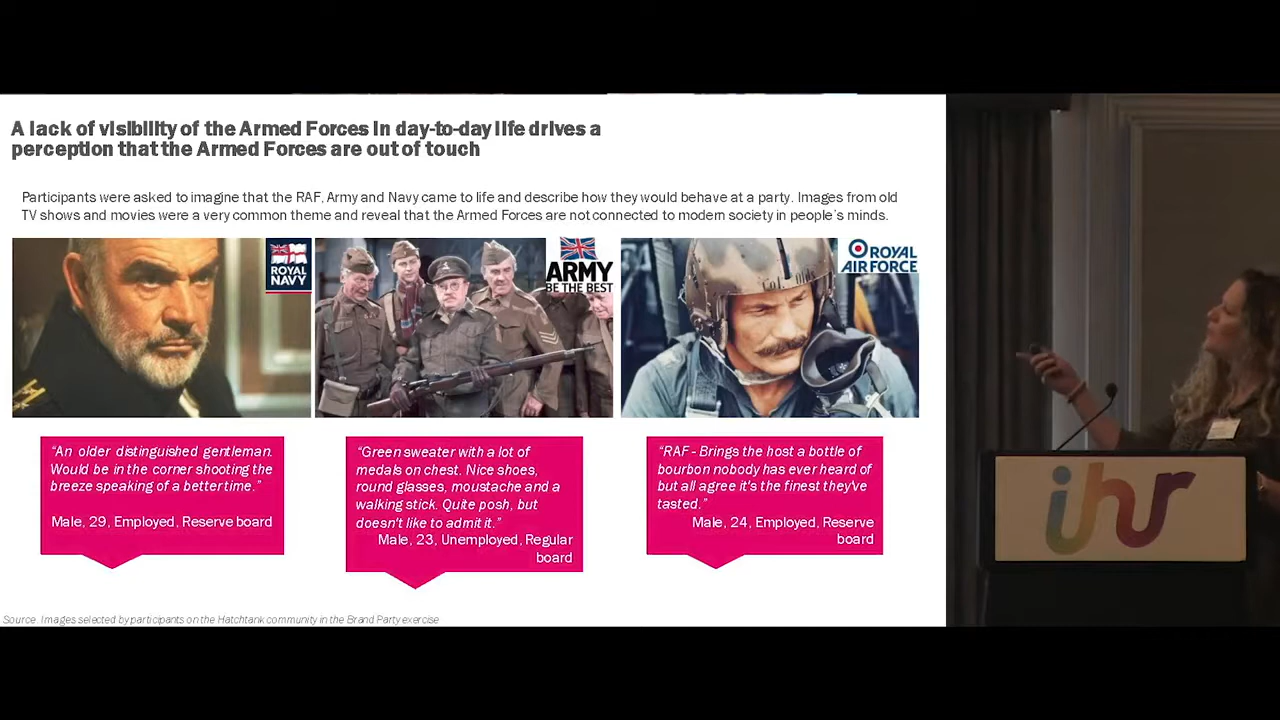 A lack of visibility of the Armed Forces in day-to-day life drives a
perception that the Armed Forces are out of touch
Participants were asked to imagine that the RAF, Army and Navy came to life and describe how they would behave at a party. Images from old
TV shows and movies were a very common theme and reveal that the Armed Forces are not connected to modern society in people's minds.
ROYAL
NAVY
ARMY
BE THE BEST
ROYAL
AIR FORCE
Col. Olds
"An older distinguished gentleman.
Would be in the corner shooting the
breeze speaking of a better time."
Male, 29, Employed, Reserve board
"Green sweater with a lot of
medals on chest. Nice shoes,
round glasses, moustache and a
walking stick. Quite posh, but
doesn't like to admit it."
Male, 23, Unemployed, Regular
board
"RAF - Brings the host a bottle of
bourbon nobody has ever heard of
but all agree it's the finest they've
tasted."
Male, 24, Employed, Reserve
board
Source: Images selected by participants on the Hatchtank community in the Brand Party exercise
ihr